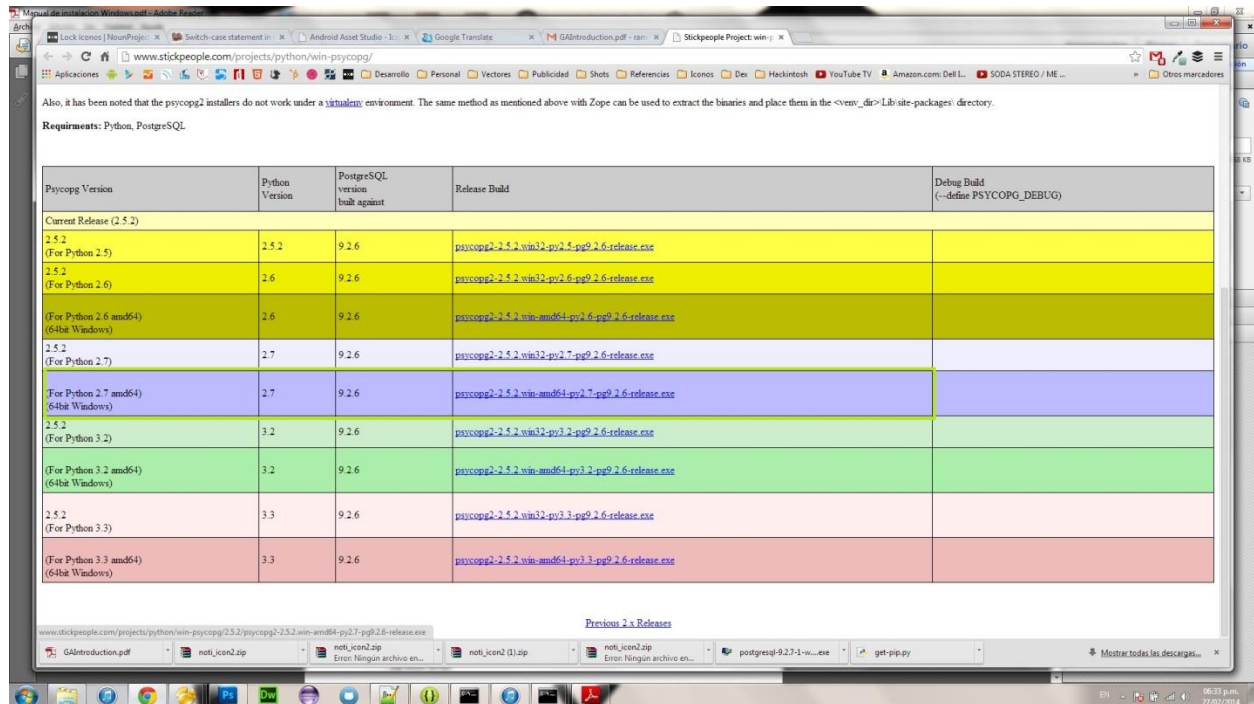 Manual de instalacion Windows.pdf - Adobe Reader
Lock iconos | NounProjec
Switch-case statement in
Android Asset Studio - Ic
Google Translate
GAIntroduction.pdf - ram
Stickpeople Project: win-p
www.stickpeople.com/projects/python/win-psycopg/
Aplicaciones
Desarrollo
Personal
Vectores
Publicidad
Shots
Referencias
Iconos
Dex
Hackintosh
YouTube TV
Amazon.com: Dell L...
SODA STEREO / ME ...
»
Otros marcadores
Also, it has been noted that the psycopg2 installers do not work under a virtualenv environment. The same method as mentioned above with Zope can be used to extract the binaries and place them in the <venv_dir>\Lib\site-packages\ directory.
Requirments: Python, PostgreSQL
Psycopg Version
Python
Version
PostgreSQL
version
built against
Release Build
Debug Build
(--define PSYCOPG_DEBUG)
Current Release (2.5.2)
2.5.2
(For Python 2.5)
2.5.2
9.2.6
psycopg2-2.5.2.win32-py2.5-pg9.2.6-release.exe
2.5.2
(For Python 2.6)
2.6
9.2.6
psycopg2-2.5.2.win32-py2.6-pg9.2.6-release.exe
(For Python 2.6 amd64)
(64bit Windows)
2.6
9.2.6
psycopg2-2.5.2.win-amd64-py2.6-pg9.2.6-release.exe
2.5.2
(For Python 2.7)
2.7
9.2.6
psycopg2-2.5.2.win32-py2.7-pg9.2.6-release.exe
(For Python 2.7 amd64)
(64bit Windows)
2.7
9.2.6
psycopg2-2.5.2.win-amd64-py2.7-pg9.2.6-release.exe
2.5.2
(For Python 3.2)
3.2
9.2.6
psycopg2-2.5.2.win32-py3.2-pg9.2.6-release.exe
(For Python 3.2 amd64)
(64bit Windows)
3.2
9.2.6
psycopg2-2.5.2.win-amd64-py3.2-pg9.2.6-release.exe
2.5.2
(For Python 3.3)
3.3
9.2.6
psycopg2-2.5.2.win32-py3.3-pg9.2.6-release.exe
(For Python 3.3 amd64)
(64bit Windows)
3.3
9.2.6
psycopg2-2.5.2.win-amd64-py3.3-pg9.2.6-release.exe
Previous 2.x Releases
www.stickpeople.com/projects/python/win-psycopg/2.5.2/psycopg2-2.5.2.win-amd64-py2.7-pg9.2.6-release.exe
GAIntroduction.pdf
noti_icon2.zip
noti_icon2.zip
Error: Ningún archivo en...
noti_icon2 (1).zip
noti_icon2.zip
Error: Ningún archivo en...
postgresql-9.2.7-1-w....exe
get-pip.py
Mostrar todas las descargas...
Ps
Dw
EN
06:33 p.m.
27/02/2014